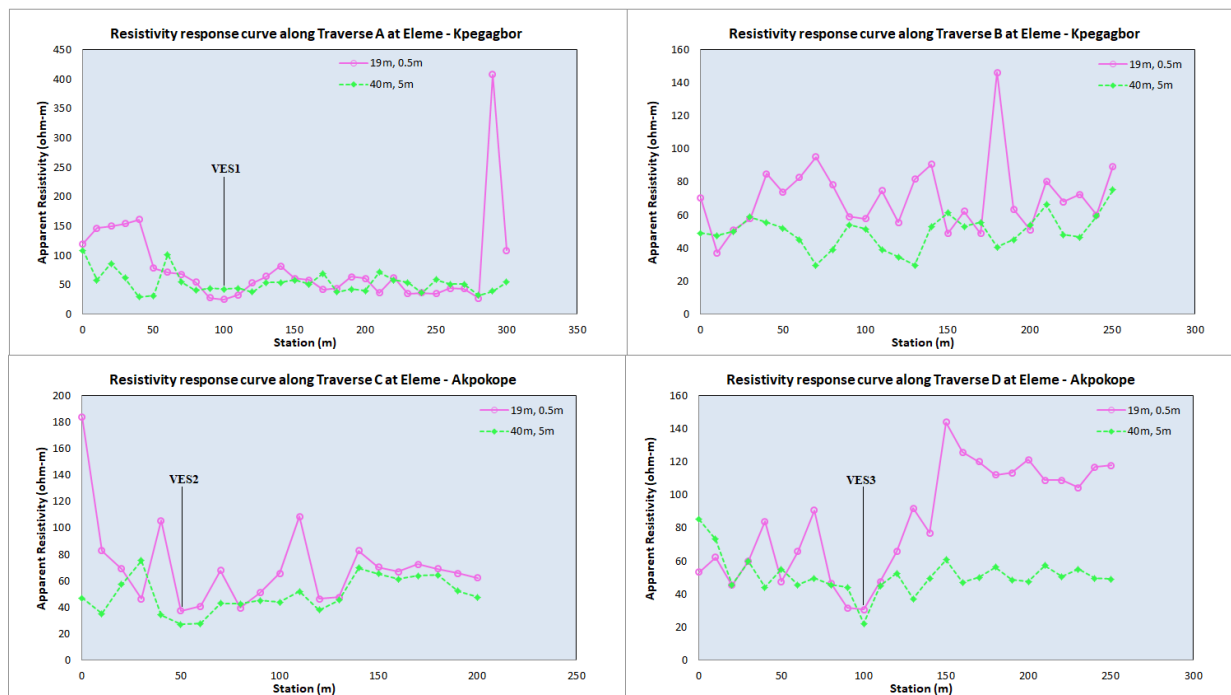 Resistivity response curve along Traverse A at Eleme - Kpegagbor
450
400
350
300
250
200
150
100
50
0
Apparent Resistivity (ohm-m)
19m, 0.5m
40m, 5m
VES1
0 50 100 150 200 250 300 350
Station (m)
Resistivity response curve along Traverse B at Eleme - Kpegagbor
160
140
120
100
80
60
40
20
0
Apparent Resistivity (ohm-m)
19m, 0.5m
40m, 5m
0 50 100 150 200 250 300
Station (m)
Resistivity response curve along Traverse C at Eleme - Akpokope
200
180
160
140
120
100
80
60
40
20
0
Apparent Resistivity (ohm-m)
19m, 0.5m
40m, 5m
VES2
0 50 100 150 200 250
Station (m)
Resistivity response curve along Traverse D at Eleme - Akpokope
160
140
120
100
80
60
40
20
0
Apparent Resistivity (ohm-m)
19m, 0.5m
40m, 5m
VES3
0 50 100 150 200 250 300
Station (m)